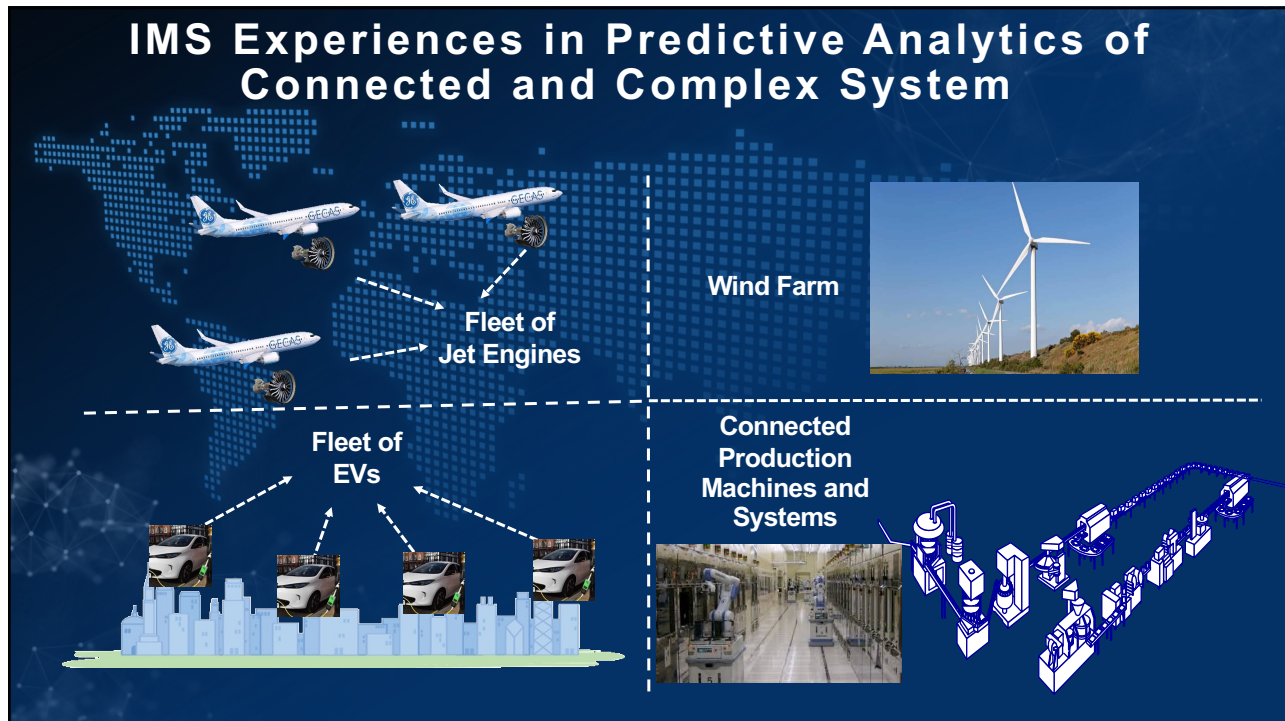 IMS Experiences in Predictive Analytics of
Connected and Complex System
GECAS
GECAS
Fleet of
Jet Engines
GECAS
Wind Farm
Fleet of
EVs
Connected
Production
Machines and
Systems